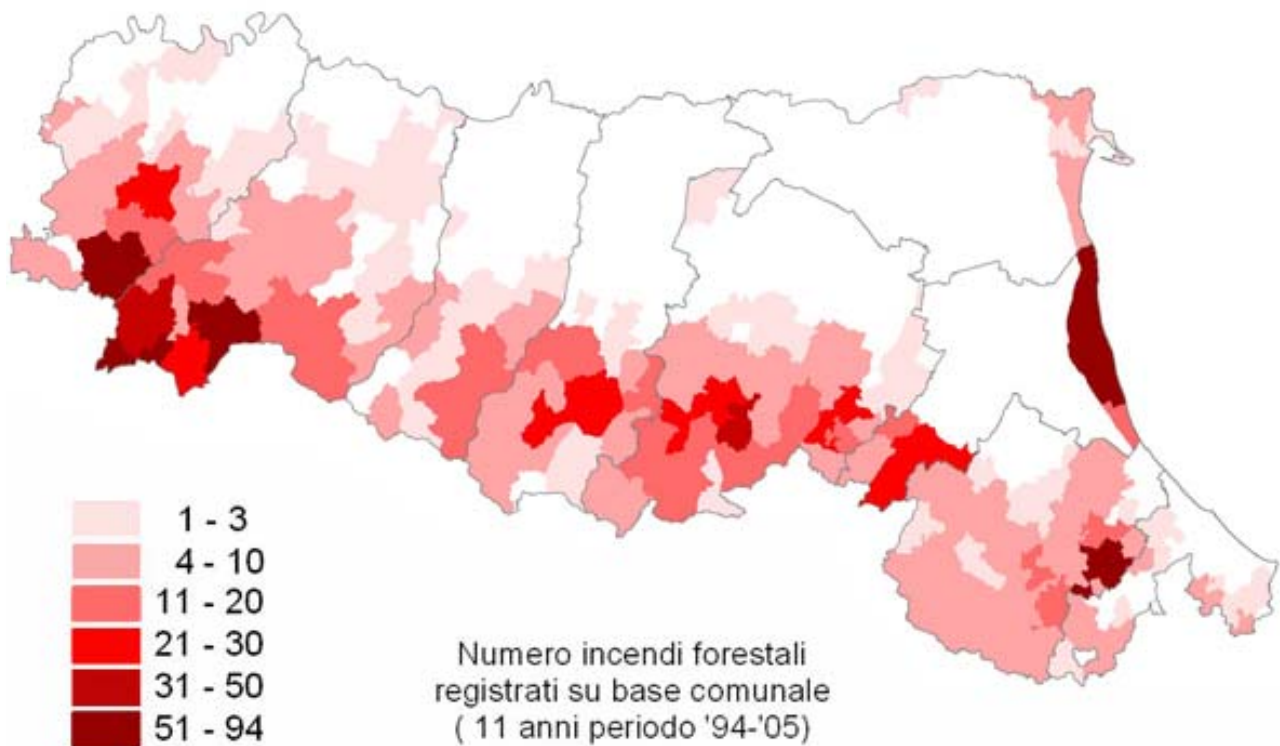 1 - 3
4 - 10
11 - 20
21 - 30
31 - 50
51 - 94
Numero incendi forestali
registrati su base comunale
( 11 anni periodo '94-'05)